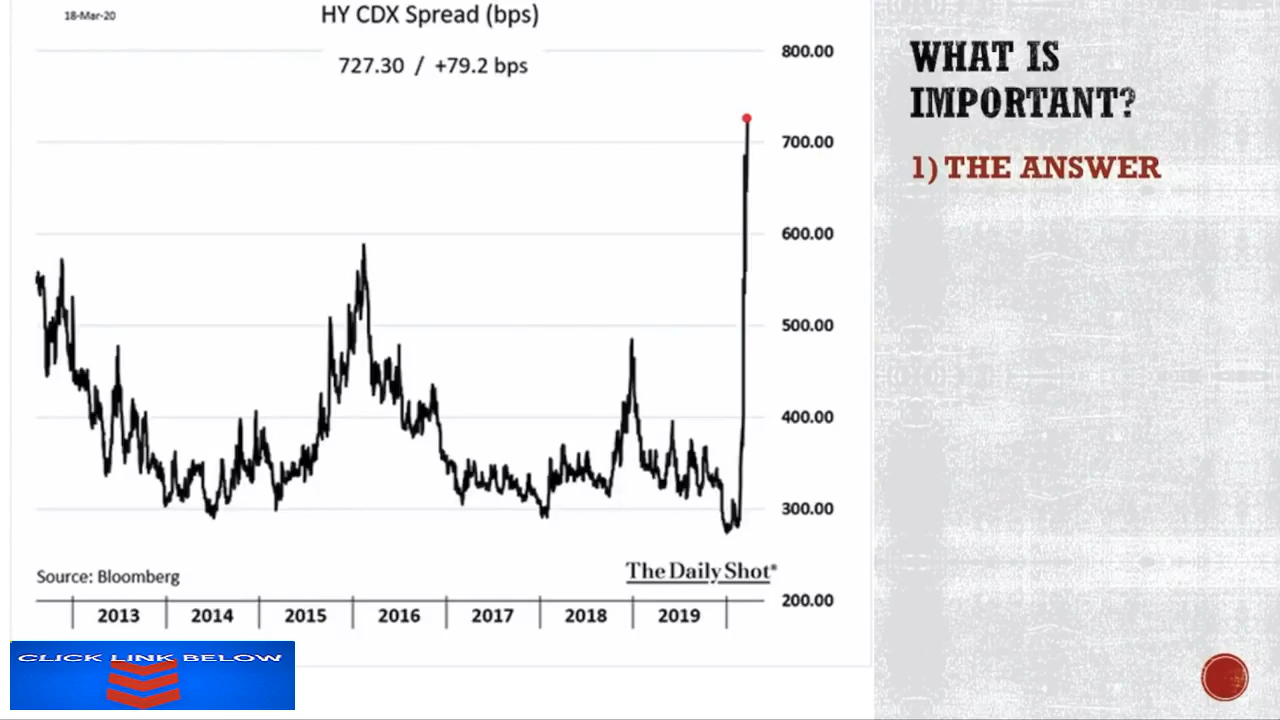 18-Mar-20
HY CDX Spread (bps)
727.30 / +79.2 bps
800.00
700.00
600.00
500.00
400.00
300.00
200.00
Source: Bloomberg
The Daily Shot®
2013 2014 2015 2016 2017 2018 2019
CLICK LINK BELOW
WHAT IS
IMPORTANT?
1) THE ANSWER